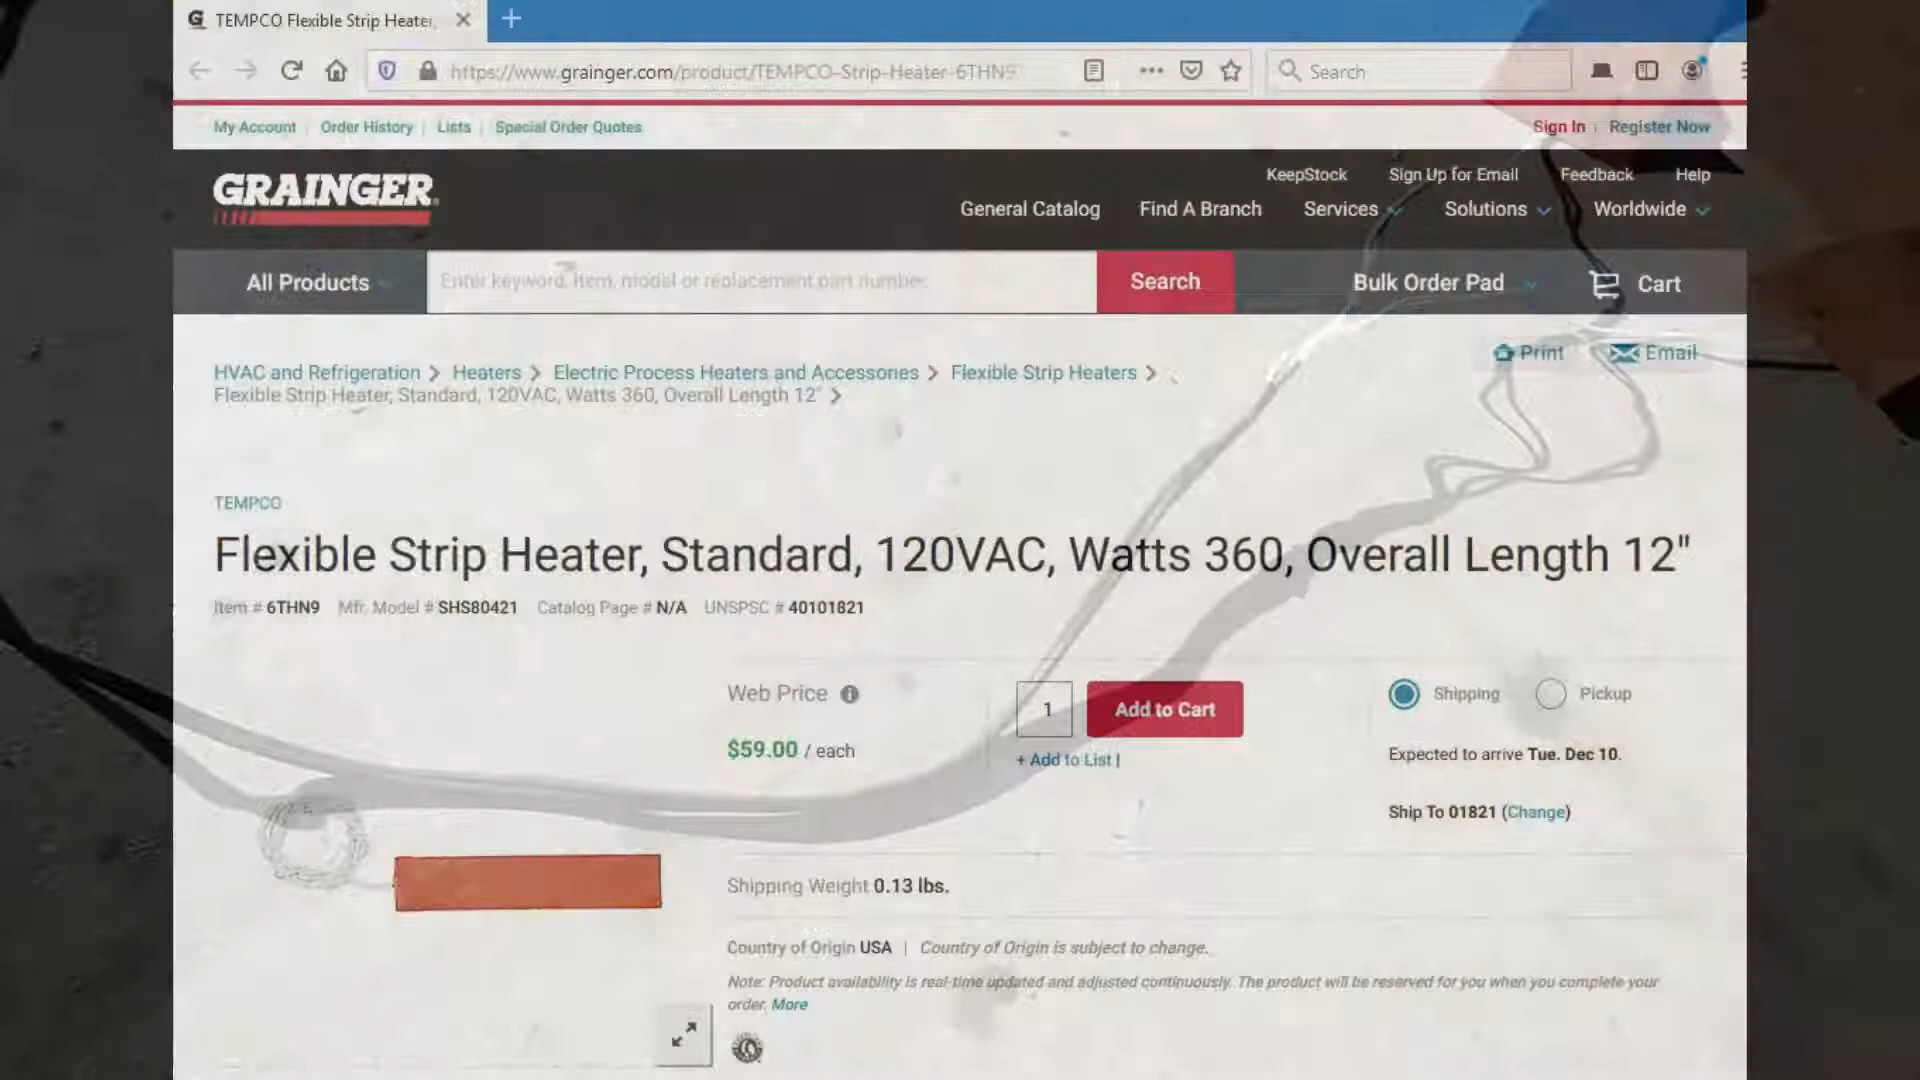 TEMPCO Flexible Strip Heater,
https://www.grainger.com/product/TEMPCO-Strip-Heater-6THN9
Search
My Account Order History Lists Special Order Quotes
Sign In Register Now
KeepStock Sign Up for Email Feedback Help
GRAINGER
General Catalog Find A Branch Services Solutions Worldwide
All Products
Enter keyword, item, model or replacement part number.
Search
Bulk Order Pad
Cart
Print
Email
HVAC and Refrigeration > Heaters > Electric Process Heaters and Accessories > Flexible Strip Heaters >
Flexible Strip Heater, Standard, 120VAC, Watts 360, Overall Length 12" >
TEMPCO
Flexible Strip Heater, Standard, 120VAC, Watts 360, Overall Length 12"
Item # 6THN9 Mfr. Model # SHS80421 Catalog Page # N/A UNSPSC # 40101821
Web Price
$59.00 / each
1
Add to Cart
+ Add to List |
Shipping
Pickup
Expected to arrive Tue. Dec 10.
Ship To 01821 (Change)
Shipping Weight 0.13 lbs.
Country of Origin USA | Country of Origin is subject to change.
Note: Product availability is real-time updated and adjusted continuously. The product will be reserved for you when you complete your
order. More